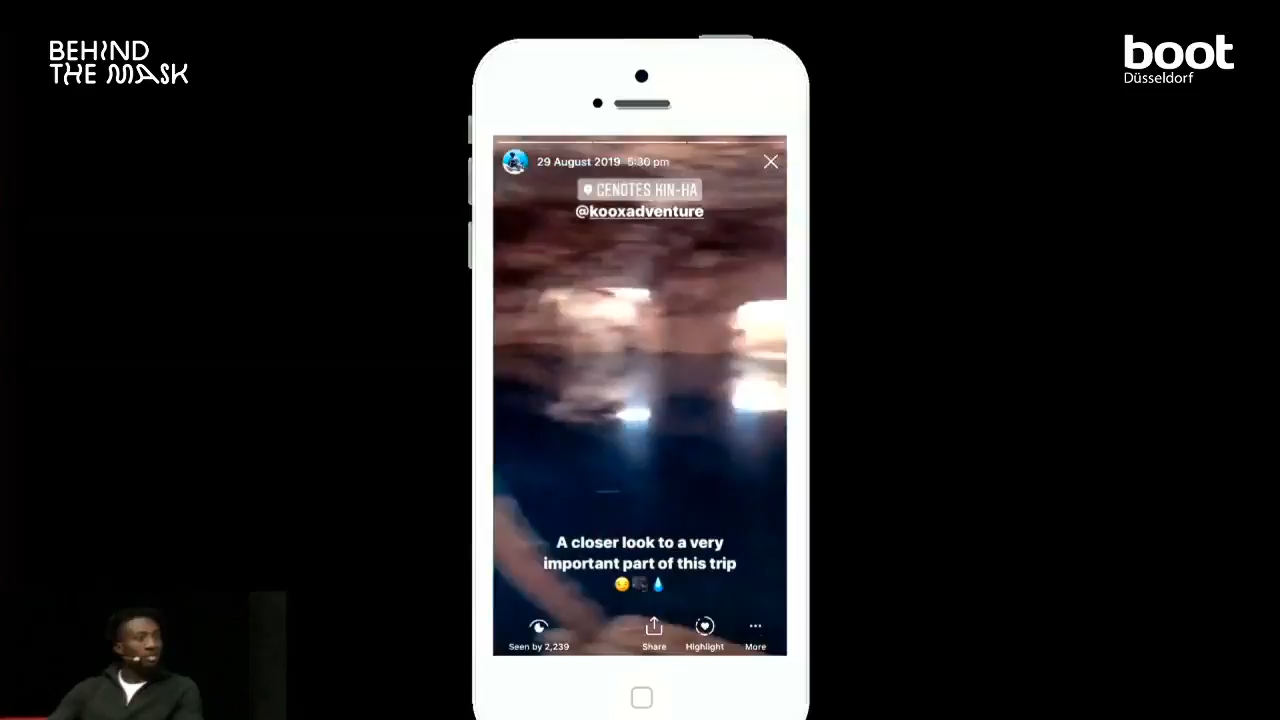 BEHIND
THE MASK
boot
Düsseldorf
29 August 2019 5:30 pm
CENOTES KIN-HA
@kooxadventure
A closer look to a very
important part of this trip
Seen by 2,239
Share
Highlight
More